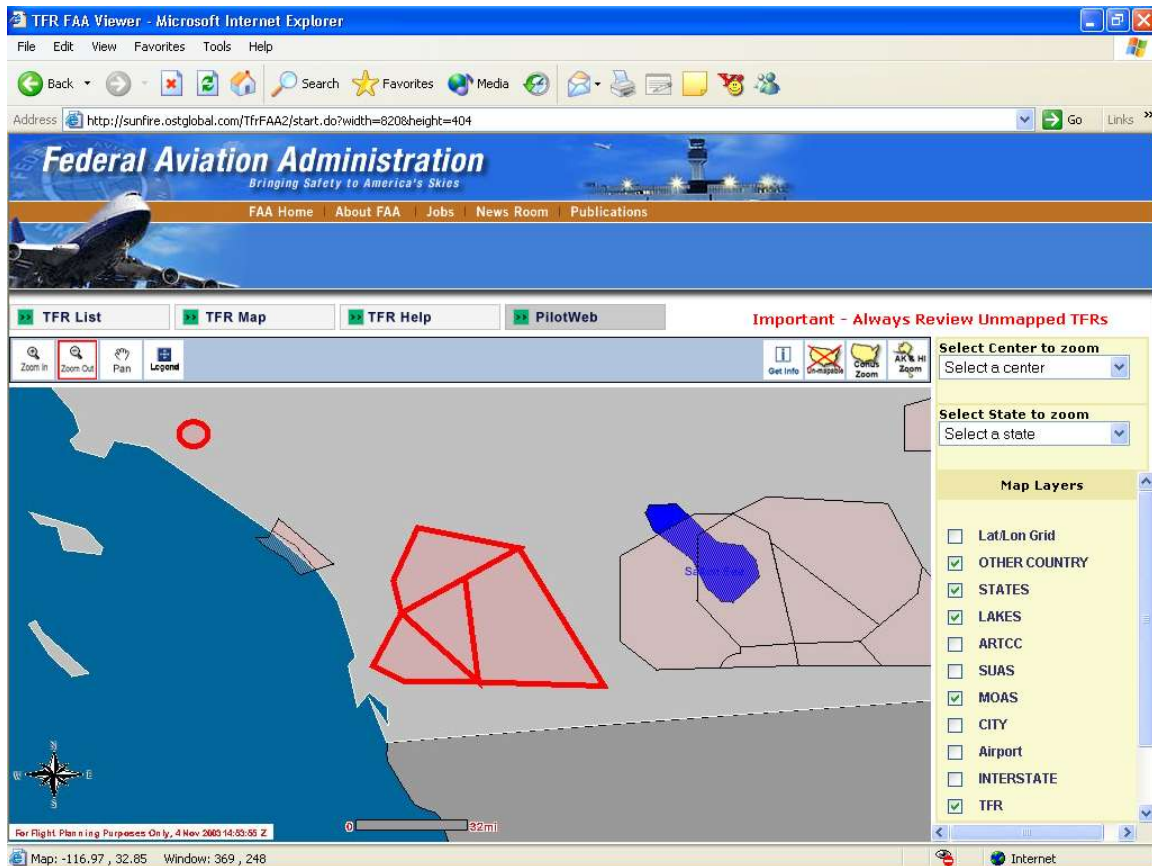 TFR FAA Viewer - Microsoft Internet Explorer
File Edit View Favorites Tools Help
Back Search Favorites Media
Address http://sunfire.ostglobal.com/TfrFAA2/start.do?width=820&height=404 Go Links »
Federal Aviation Administration
Bringing Safety to America's Skies
FAA Home About FAA Jobs News Room Publications
TFR List TFR Map TFR Help PilotWeb Important - Always Review Unmapped TFRs
Zoom In Zoom Out Pan Legend Get Info Un-mapable Conus Zoom AK & HI Zoom
Select Center to zoom
Select a center
Select State to zoom
Select a state
Map Layers
Lat/Lon Grid
OTHER COUNTRY
STATES
LAKES
ARTCC
SUAS
MOAS
CITY
Airport
INTERSTATE
TFR
Salton Sea
N
W E
S
For Flight Planning Purposes Only, 4 Nov 2003 14:53:55 Z
0 32mi
Map: -116.97 , 32.85 Window: 369 , 248 Internet